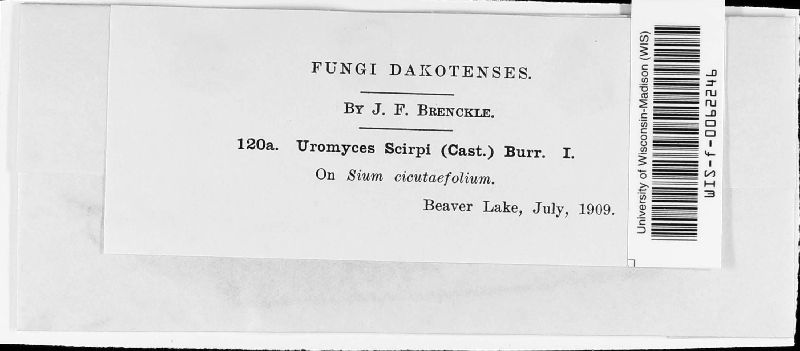 FUNGI DAKOTENSES.
BY J. F. BRENCKLE.
120a. Uromyces Scirpi (Cast.) Burr. I.
On Sium cicutaefolium.
Beaver Lake, July, 1909.
University of Wisconsin-Madison (WIS)
WIS-f-0062246